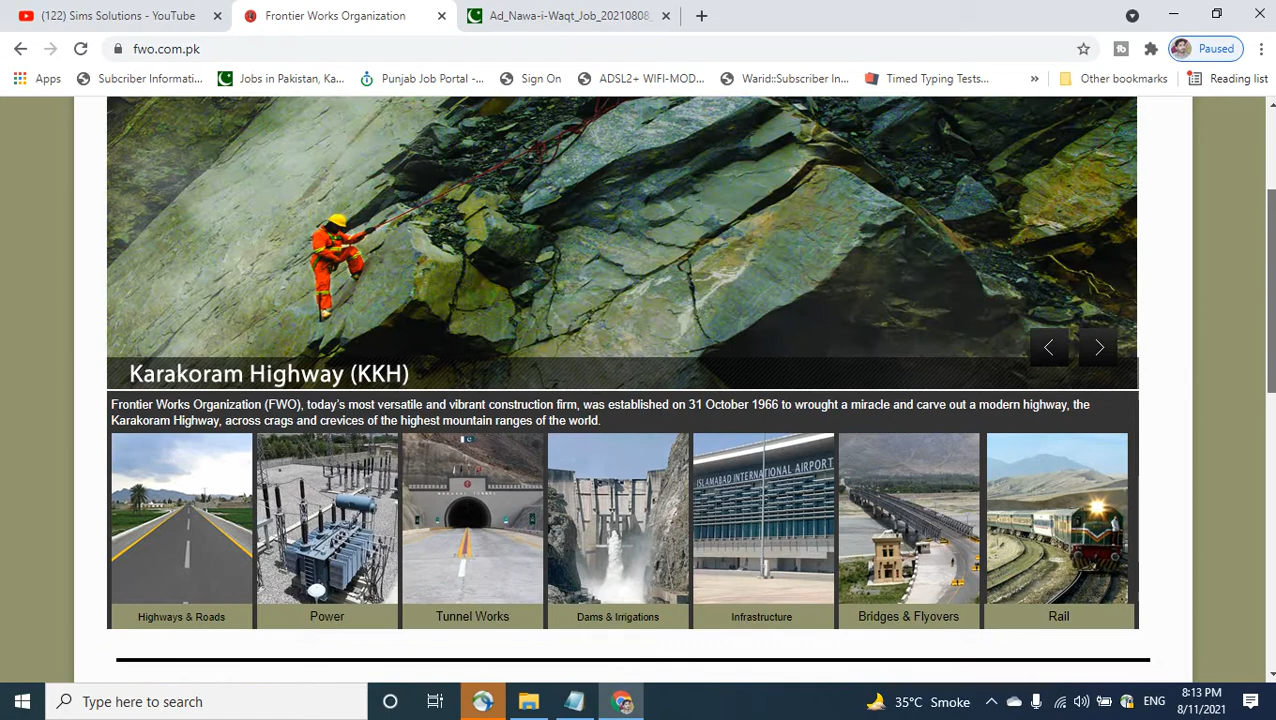 (122) Sims Solutions - YouTube
Frontier Works Organization
Ad_Nawa-i-Waqt_Job_20210808_
fwo.com.pk
Paused
Apps
Subcriber Informati...
Jobs in Pakistan, Ka...
Punjab Job Portal -...
Sign On
ADSL2+ WIFI-MOD...
Warid::Subscriber In...
Timed Typing Tests...
»
Other bookmarks
Reading list
Karakoram Highway (KKH)
Frontier Works Organization (FWO), today's most versatile and vibrant construction firm, was established on 31 October 1966 to wrought a miracle and carve out a modern highway, the
Karakoram Highway, across crags and crevices of the highest mountain ranges of the world.
ISLAMABAD INTERNATIONAL AIRPORT
Highways & Roads
Power
Tunnel Works
Dams & Irrigations
Infrastructure
Bridges & Flyovers
Rail
Type here to search
35°C Smoke
ENG
8:13 PM
8/11/2021